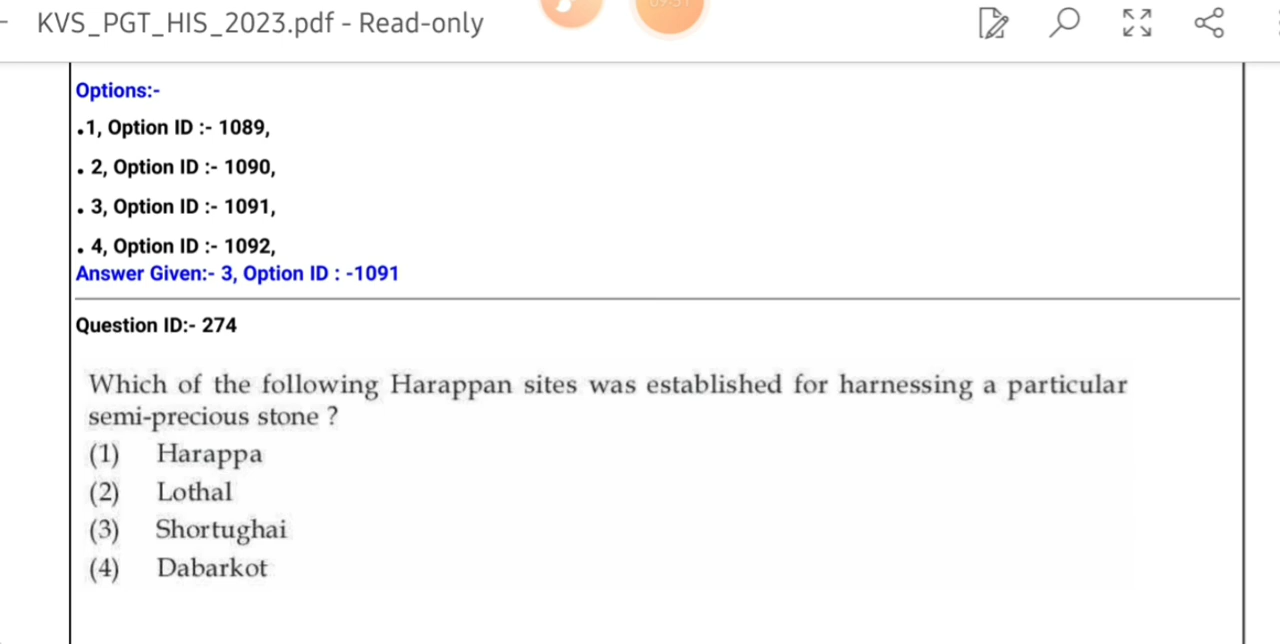 KVS_PGT_HIS_2023.pdf - Read-only
Options:-
.1, Option ID :- 1089,
. 2, Option ID :- 1090,
. 3, Option ID :- 1091,
. 4, Option ID :- 1092,
Answer Given:- 3, Option ID : -1091
Question ID:- 274
Which of the following Harappan sites was established for harnessing a particular
semi-precious stone ?
(1) Harappa
(2) Lothal
(3) Shortughai
(4) Dabarkot